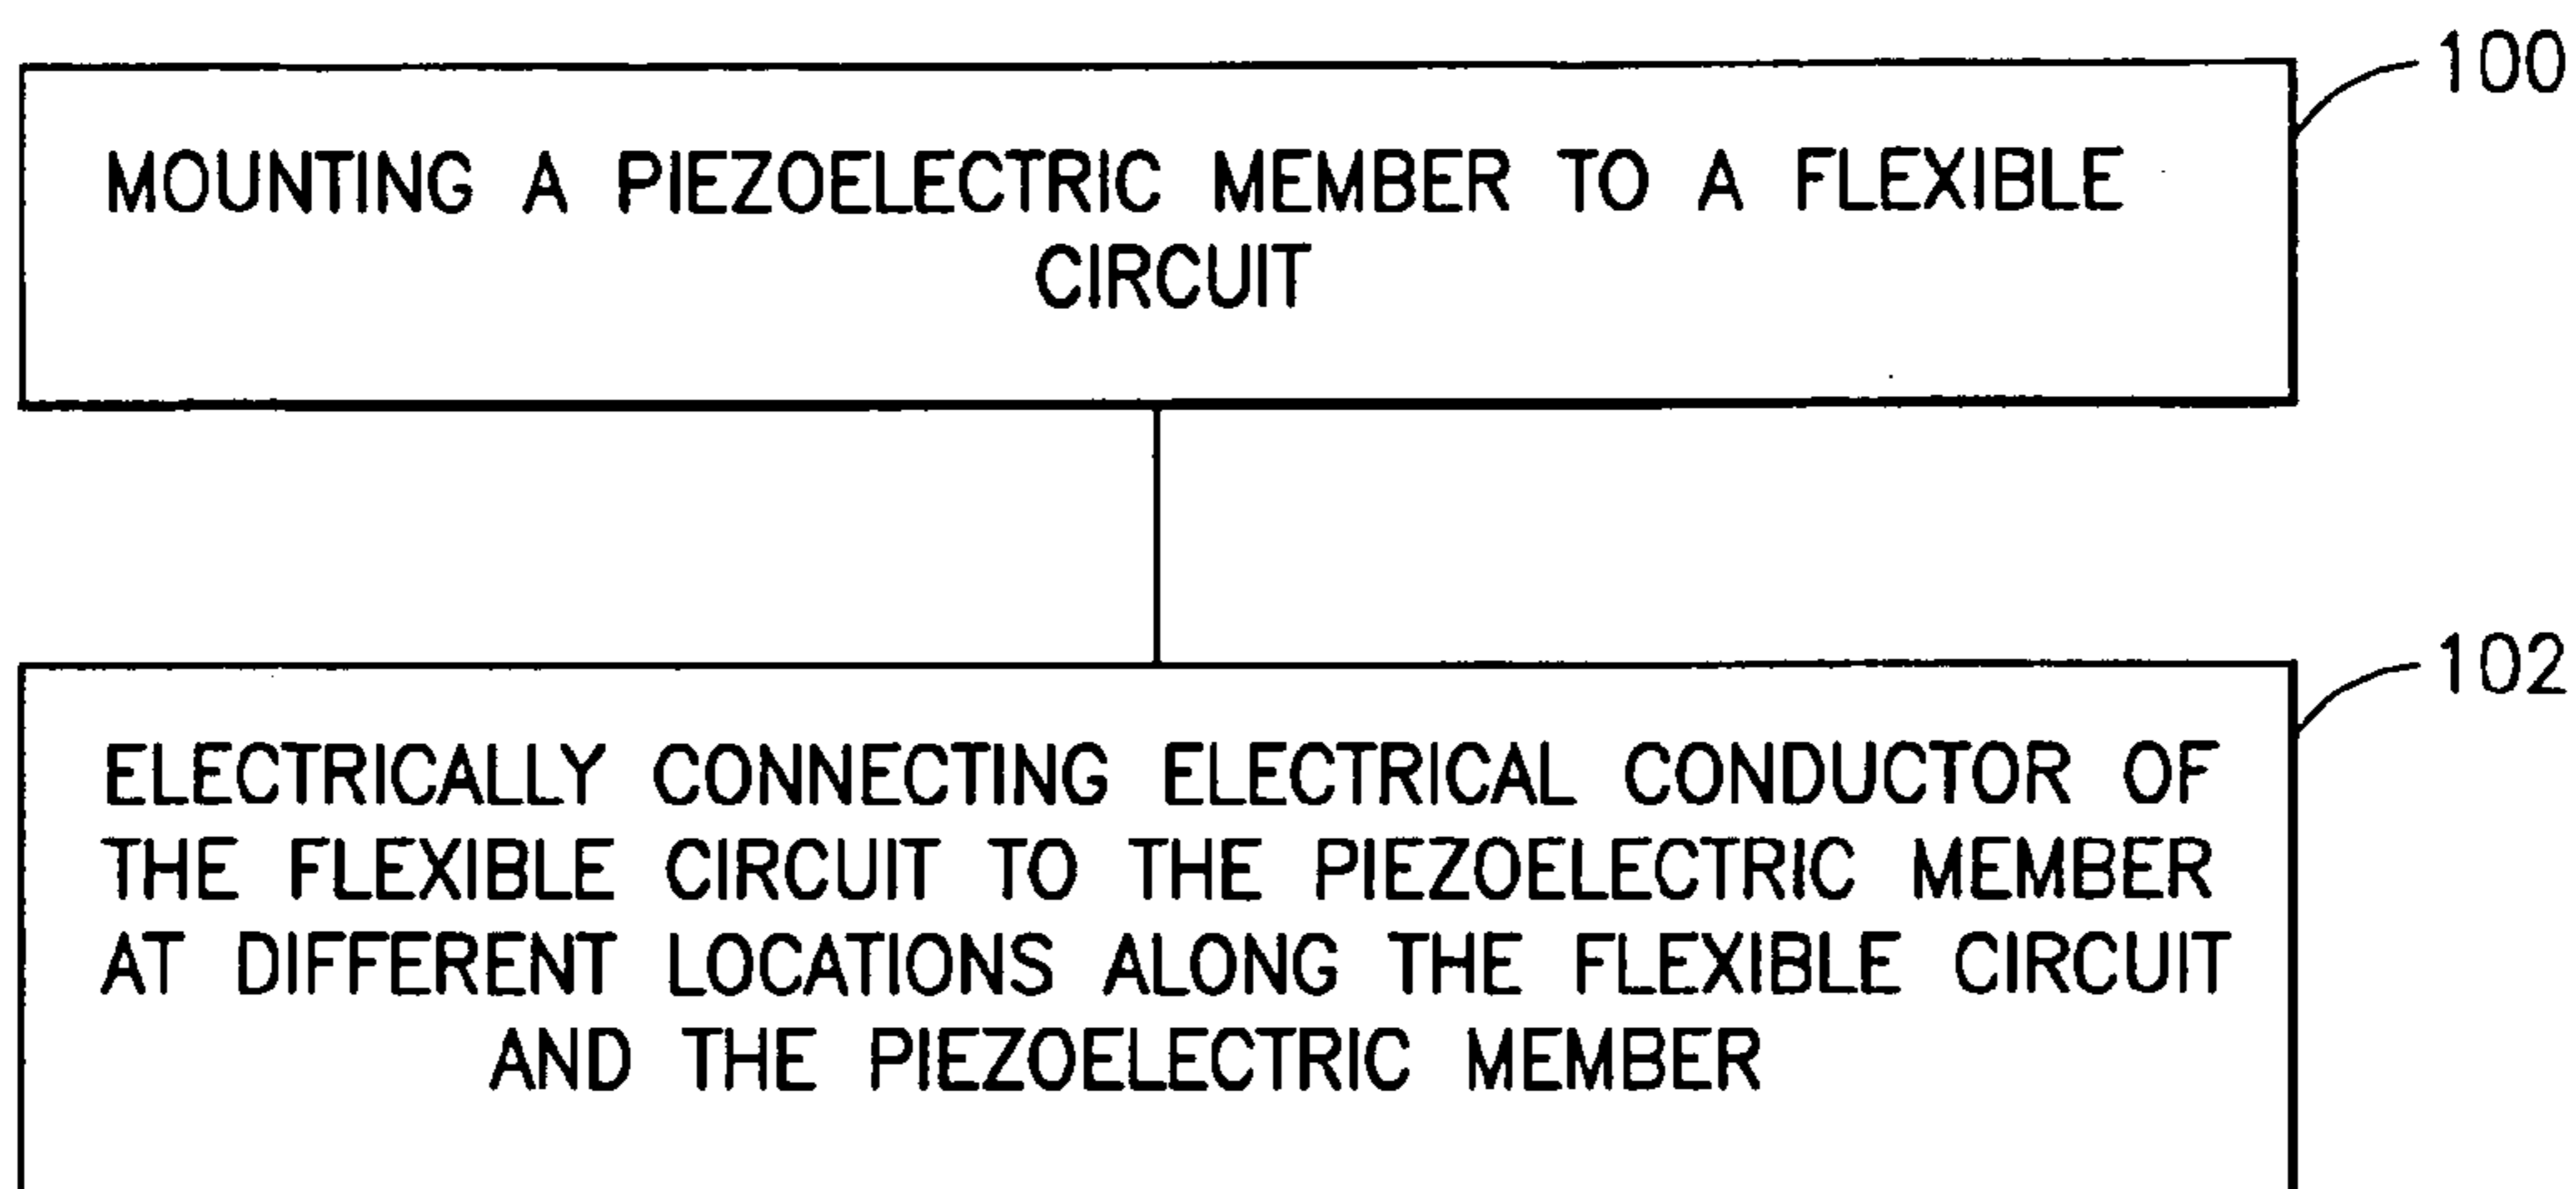 100
MOUNTING A PIEZOELECTRIC MEMBER TO A FLEXIBLE
CIRCUIT
102
ELECTRICALLY CONNECTING ELECTRICAL CONDUCTOR OF
THE FLEXIBLE CIRCUIT TO THE PIEZOELECTRIC MEMBER
AT DIFFERENT LOCATIONS ALONG THE FLEXIBLE CIRCUIT
AND THE PIEZOELECTRIC MEMBER